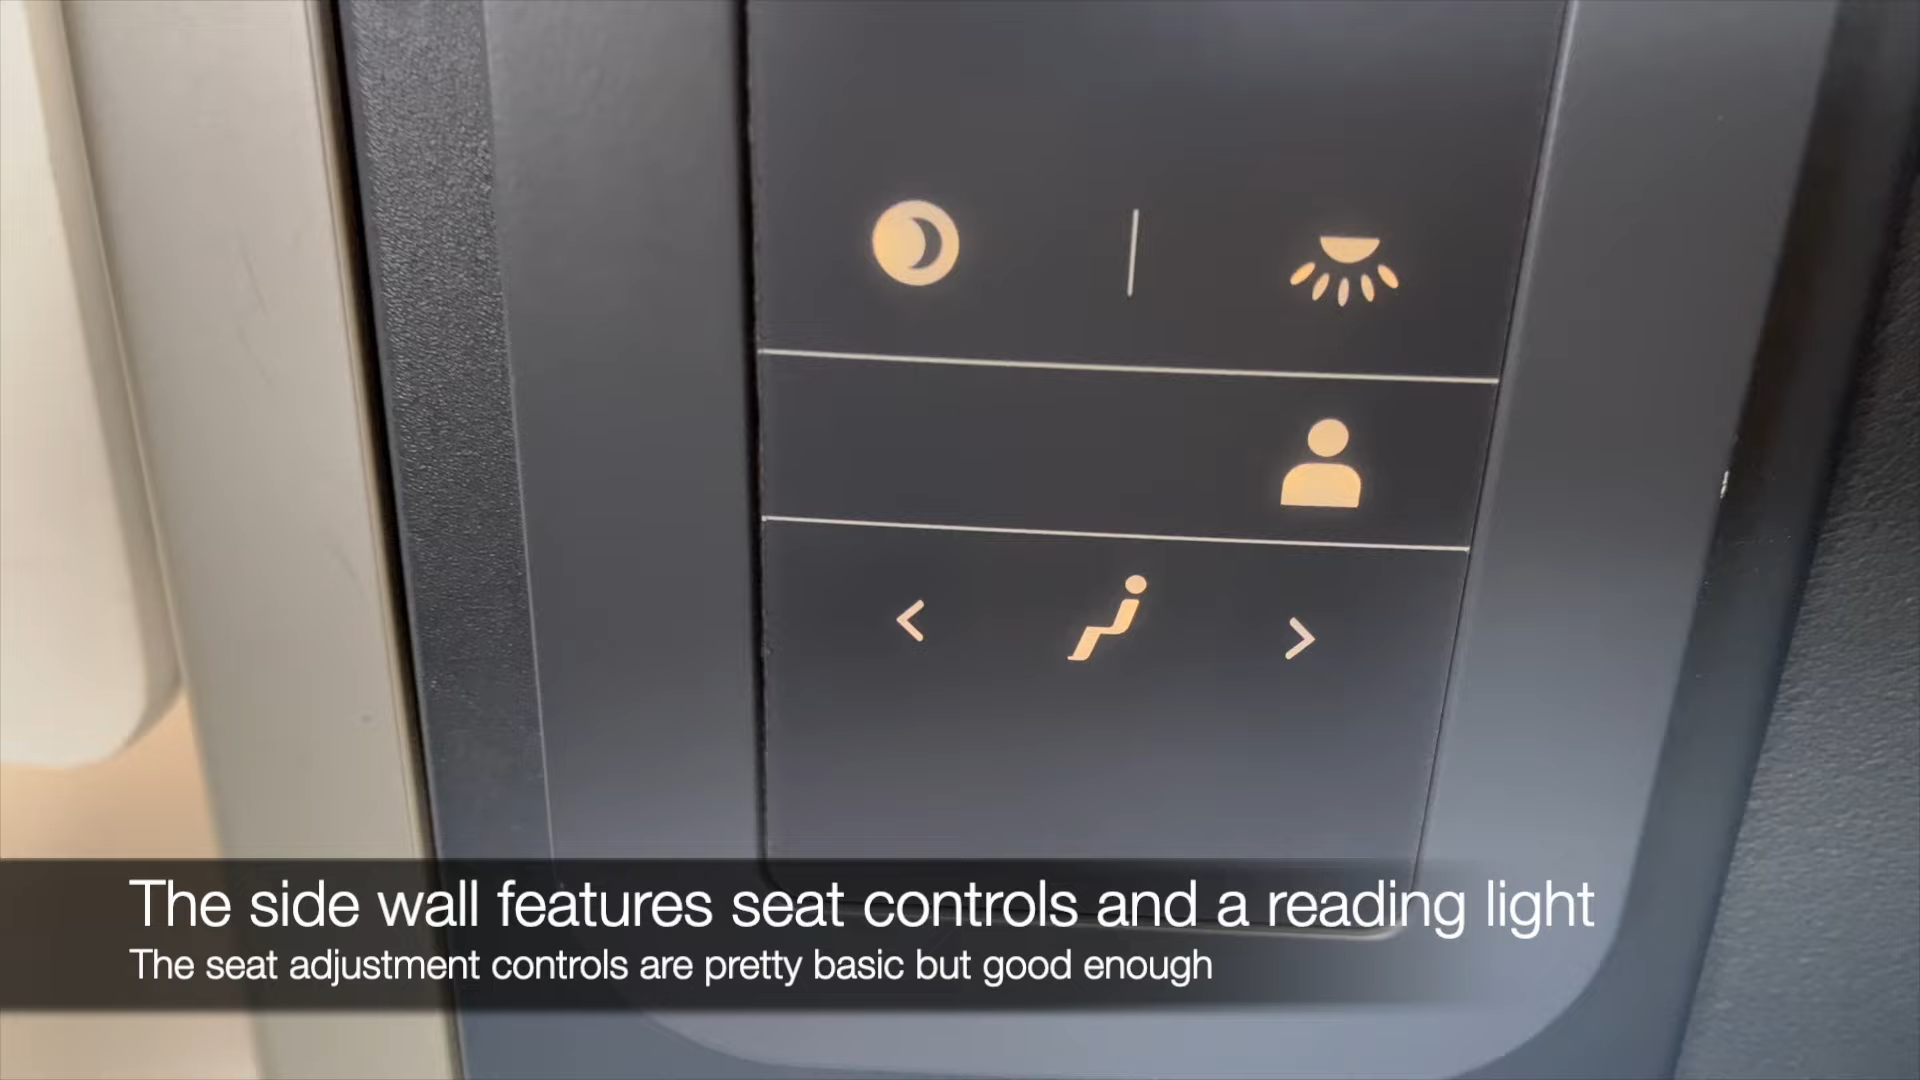 The side wall features seat controls and a reading light
The seat adjustment controls are pretty basic but good enough